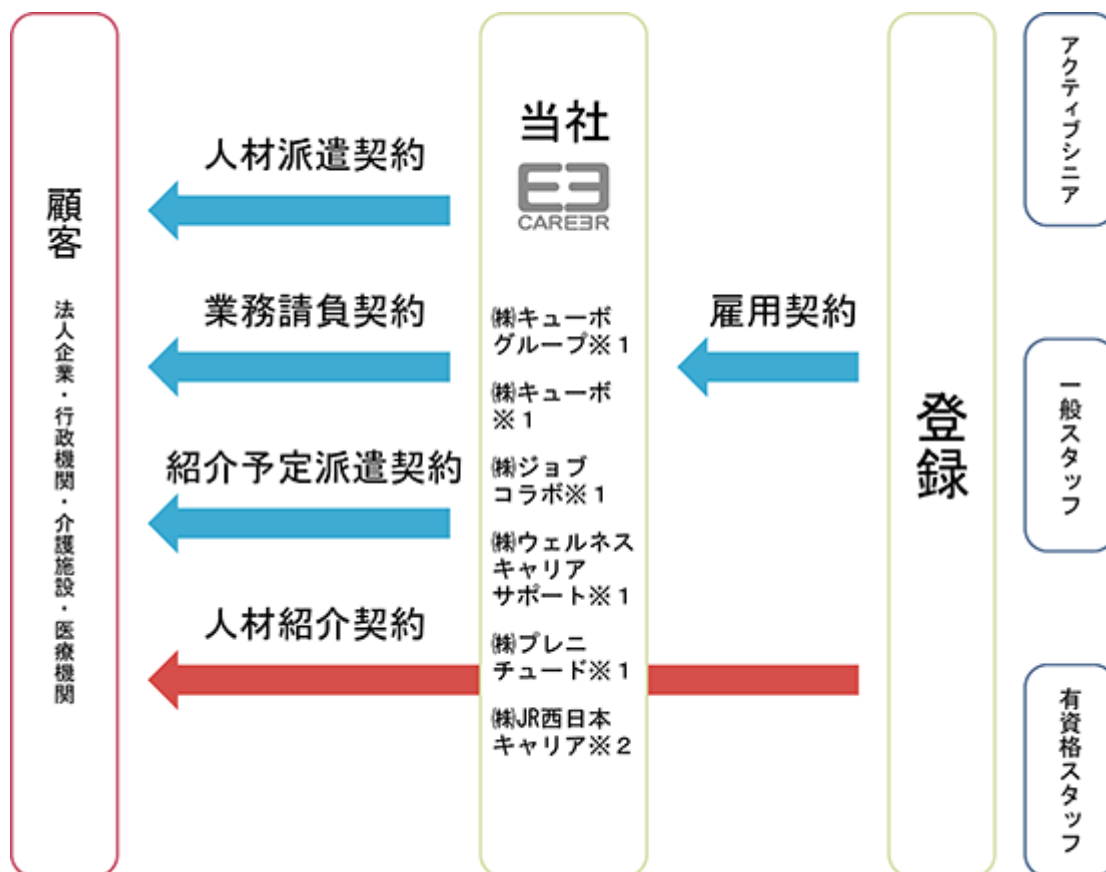 顧客
法人企業・行政機関・介護施設・医療機関
人材派遣契約
業務請負契約
紹介予定派遣契約
人材紹介契約
当社
E3
CAREER
㈱キューボ
グループ※1
㈱キューボ
※1
㈱ジョブ
コラボ※1
㈱ウェルネス
キャリア
サポート※1
㈱プレニ
チュード※1
㈱JR西日本
キャリア※2
雇用契約
登録
アクティブシニア
一般スタッフ
有資格スタッフ